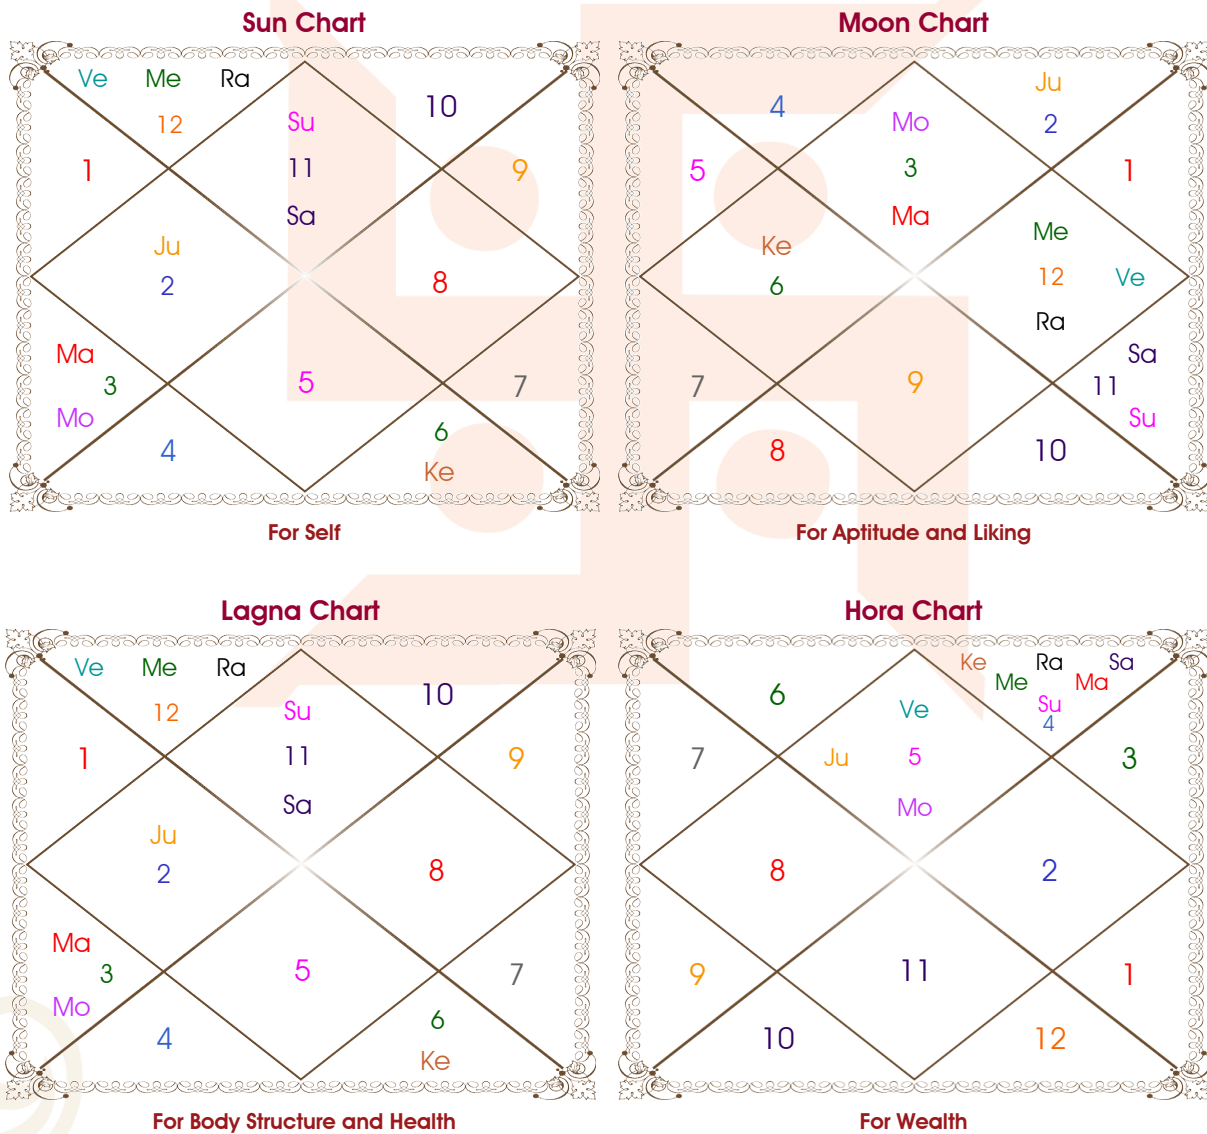 Sun Chart
Ve Me Ra
12
1
Su
11
Sa
10
9
Ju
2
8
Ma
3
Mo
4
5
7
6
Ke
For Self
Moon Chart
4
5
Mo
3
Ma
Ju
2
1
Ke
6
Me
12 Ve
Ra
7
8
9
Sa
11
Su
10
For Aptitude and Liking
Lagna Chart
Ve Me Ra
12
1
Su
11
Sa
10
9
Ju
2
8
Ma
3
Mo
4
5
7
6
Ke
For Body Structure and Health
Hora Chart
6
7
Ve
Ju 5
Mo
Ke Ra Sa
Me Ma
Su
4
3
8
2
9
10
11
1
12
For Wealth